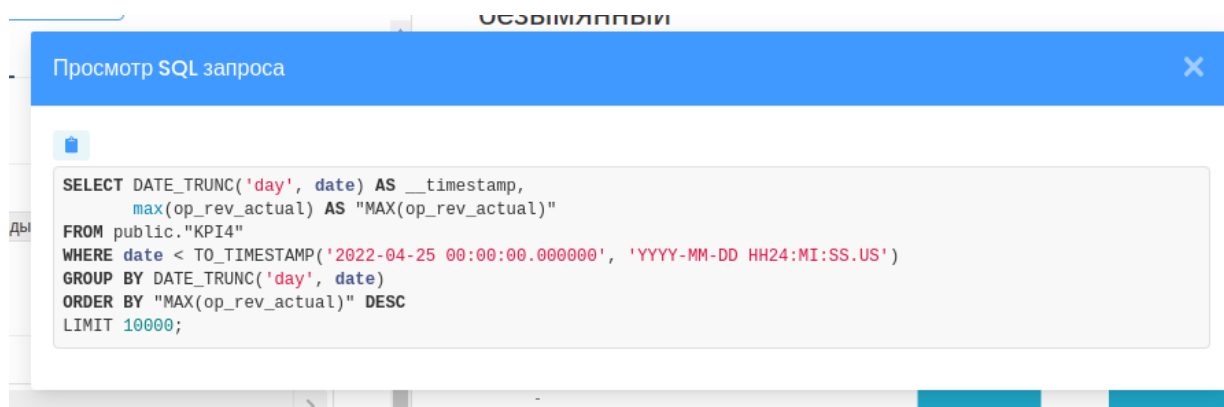 безымянный
Просмотр SQL запроса
ды
SELECT DATE_TRUNC('day', date) AS __timestamp,
max(op_rev_actual) AS "MAX(op_rev_actual)"
FROM public."KPI4"
WHERE date < TO_TIMESTAMP('2022-04-25 00:00:00.000000', 'YYYY-MM-DD HH24:MI:SS.US')
GROUP BY DATE_TRUNC('day', date)
ORDER BY "MAX(op_rev_actual)" DESC
LIMIT 10000;